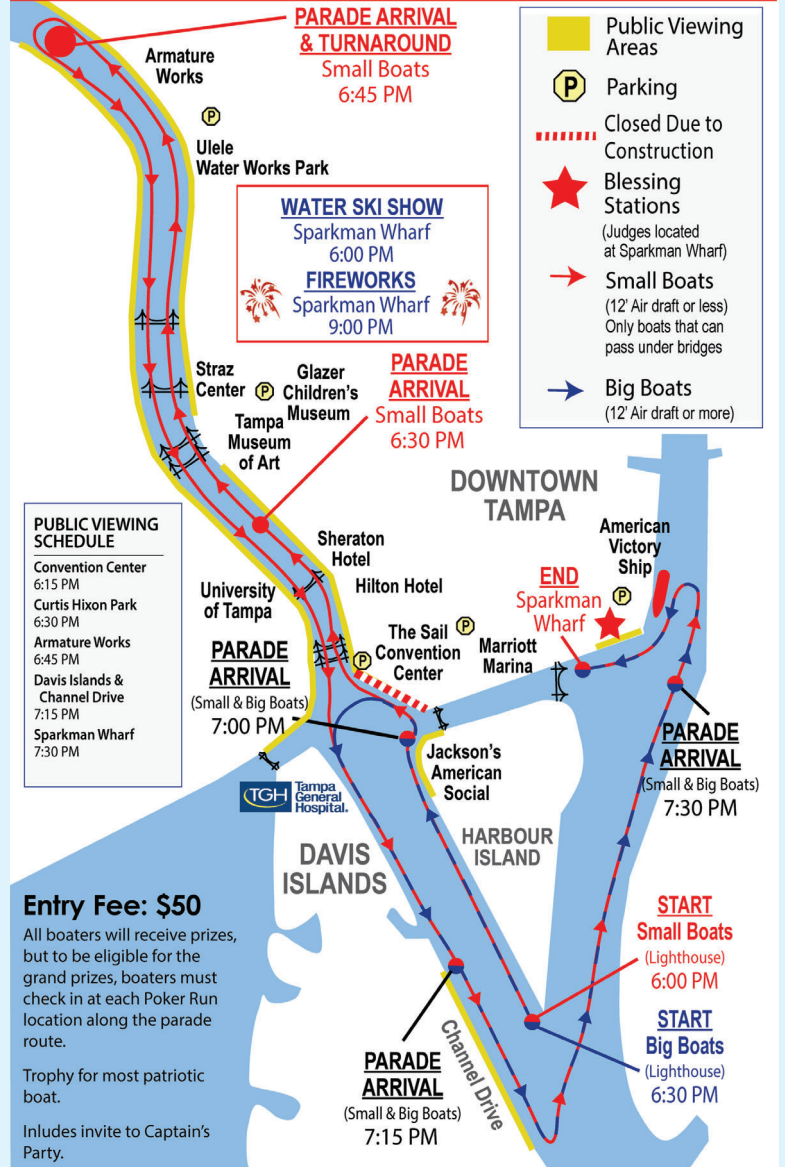 PARADE ARRIVAL
& TURNAROUND
Small Boats
6:45 PM
Public Viewing
Areas
P
Parking
Closed Due to
Construction
Blessing
Stations
(Judges located
at Sparkman Wharf)
Small Boats
(12' Air draft or less)
Only boats that can
pass under bridges
Big Boats
(12' Air draft or more)
Armature
Works
P
Ulele
Water Works Park
WATER SKI SHOW
Sparkman Wharf
6:00 PM
FIREWORKS
Sparkman Wharf
9:00 PM
Straz
Center
P
Glazer
Children's
Museum
Tampa
Museum
of Art
PARADE
ARRIVAL
Small Boats
6:30 PM
DOWNTOWN
TAMPA
PUBLIC VIEWING
SCHEDULE
Convention Center
6:15 PM
Curtis Hixon Park
6:30 PM
Armature Works
6:45 PM
Davis Islands &
Channel Drive
7:15 PM
Sparkman Wharf
7:30 PM
Sheraton
Hotel
Hilton Hotel
University
of Tampa
American
Victory
Ship
P
END
Sparkman
Wharf
The Sail
Convention
Center
P
P
Marriott
Marina
PARADE
ARRIVAL
(Small & Big Boats)
7:00 PM
PARADE
ARRIVAL
(Small & Big Boats)
7:30 PM
Jackson's
American
Social
TGH
Tampa
General
Hospital.
HARBOUR
ISLAND
DAVIS
ISLANDS
START
Small Boats
(Lighthouse)
6:00 PM
START
Big Boats
(Lighthouse)
6:30 PM
Channel Drive
PARADE
ARRIVAL
(Small & Big Boats)
7:15 PM
Entry Fee: $50
All boaters will receive prizes,
but to be eligible for the
grand prizes, boaters must
check in at each Poker Run
location along the parade
route.
Trophy for most patriotic
boat.
Inludes invite to Captain's
Party.